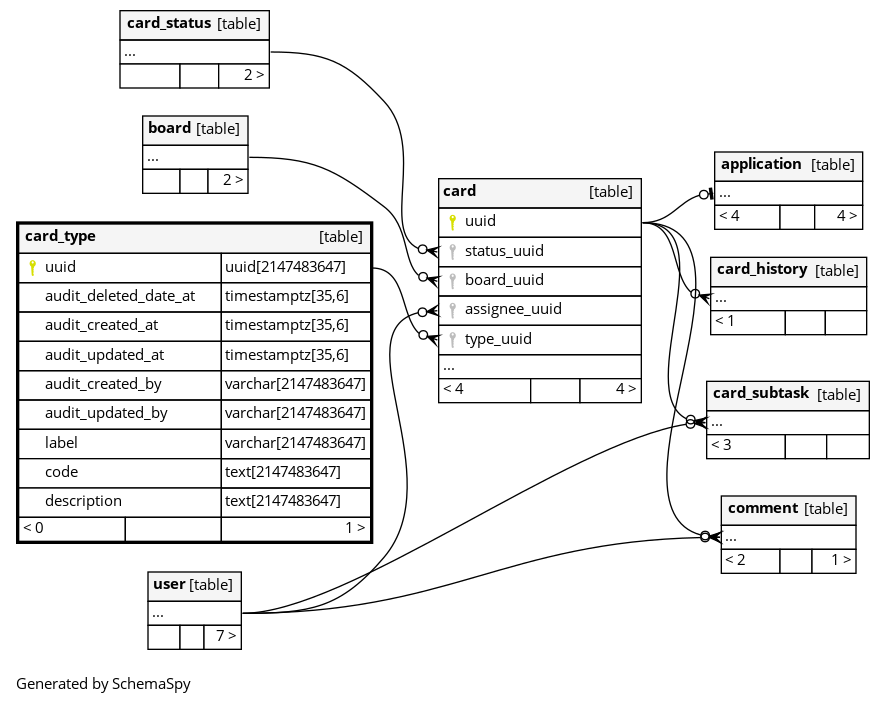 card_status [table]
...
2 >
board [table]
...
2 >
card_type [table]
uuid uuid[2147483647]
audit_deleted_date_at timestamptz[35,6]
audit_created_at timestamptz[35,6]
audit_updated_at timestamptz[35,6]
audit_created_by varchar[2147483647]
audit_updated_by varchar[2147483647]
label varchar[2147483647]
code text[2147483647]
description text[2147483647]
< 0 1 >
user [table]
...
7 >
card [table]
uuid
status_uuid
board_uuid
assignee_uuid
type_uuid
...
< 4 4 >
application [table]
...
< 4 4 >
card_history [table]
...
< 1
card_subtask [table]
...
< 3
comment [table]
...
< 2 1 >
Generated by SchemaSpy